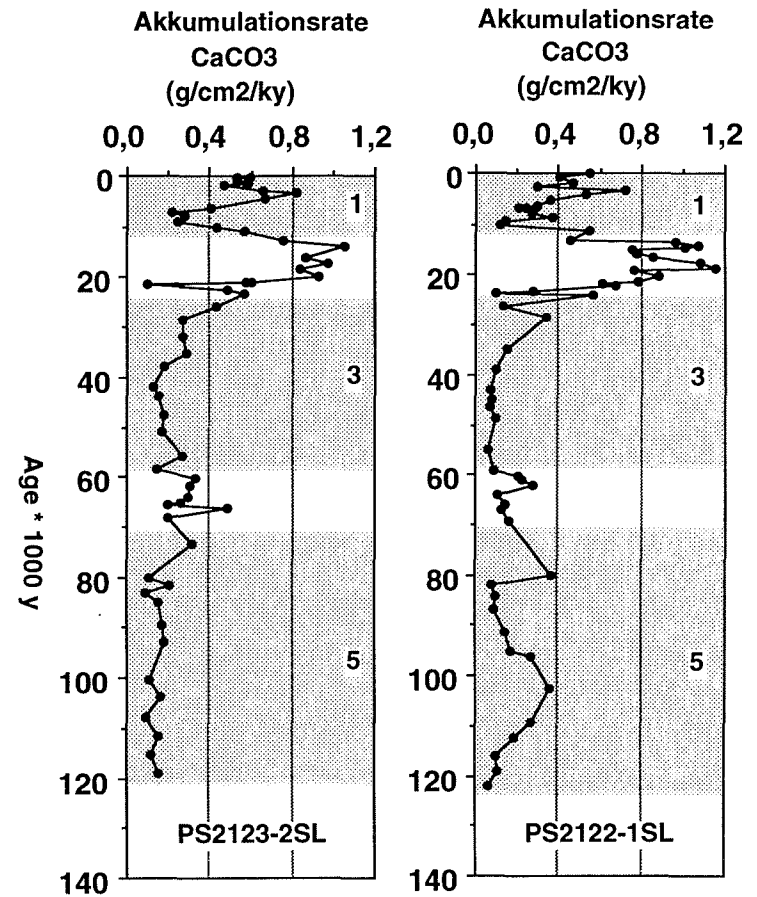 Akkumulationsrate
CaCO3
(g/cm2/ky)
0,0 0,4 0,8 1,2
0
20
40
60
80
100
120
140
Age * 1000 y
1
3
5
PS2123-2SL
Akkumulationsrate
CaCO3
(g/cm2/ky)
0,0 0,4 0,8 1,2
0
20
40
60
80
100
120
140
1
3
5
PS2122-1SL